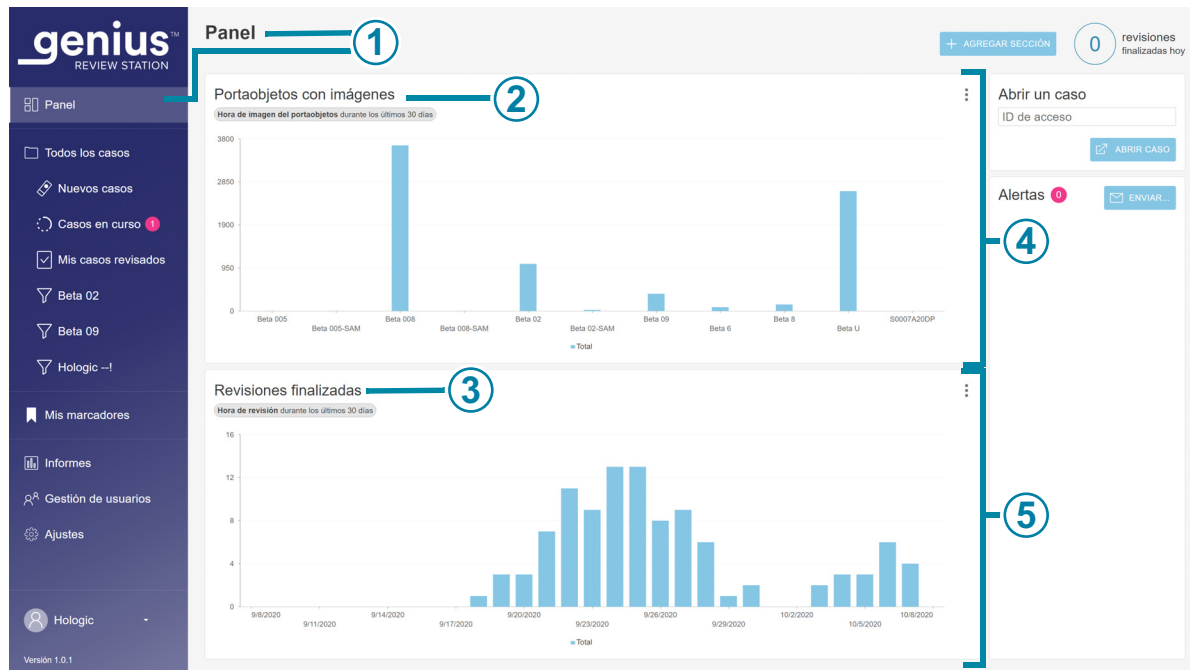 genius™
REVIEW STATION
Panel
Todos los casos
Nuevos casos
Casos en curso 1
Mis casos revisados
Beta 02
Beta 09
Hologic --!
Mis marcadores
Informes
Gestión de usuarios
Ajustes
Hologic
Versión 1.0.1
Panel
1
+ AGREGAR SECCIÓN
0
revisiones
finalizadas hoy
Portaobjetos con imágenes
2
Hora de imagen del portaobjetos durante los últimos 30 días
3800
2850
1900
950
0
Beta 005
Beta 005-SAM
Beta 008
Beta 008-SAM
Beta 02
Beta 02-SAM
Beta 09
Beta 6
Beta 8
Beta U
S0007A20DP
Total
4
Revisiones finalizadas
3
Hora de revisión durante los últimos 30 días
16
12
8
4
0
9/8/2020
9/11/2020
9/14/2020
9/17/2020
9/20/2020
9/23/2020
9/26/2020
9/29/2020
10/2/2020
10/5/2020
10/8/2020
Total
5
Abrir un caso
ID de acceso
ABRIR CASO
Alertas 0
ENVIAR...